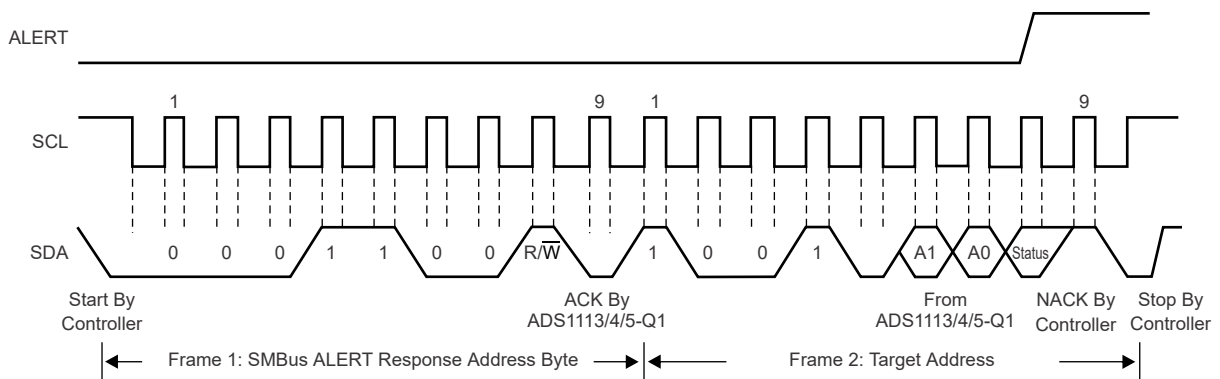 ALERT
1 9 1 9
SCL
SDA
0 0 0 1 1 0 0 R/W̅ 1 0 0 1 A1 A0 Status
Start By
Controller
ACK By
ADS1113/4/5-Q1
From
ADS1113/4/5-Q1
NACK By
Controller
Stop By
Controller
Frame 1: SMBus ALERT Response Address Byte
Frame 2: Target Address